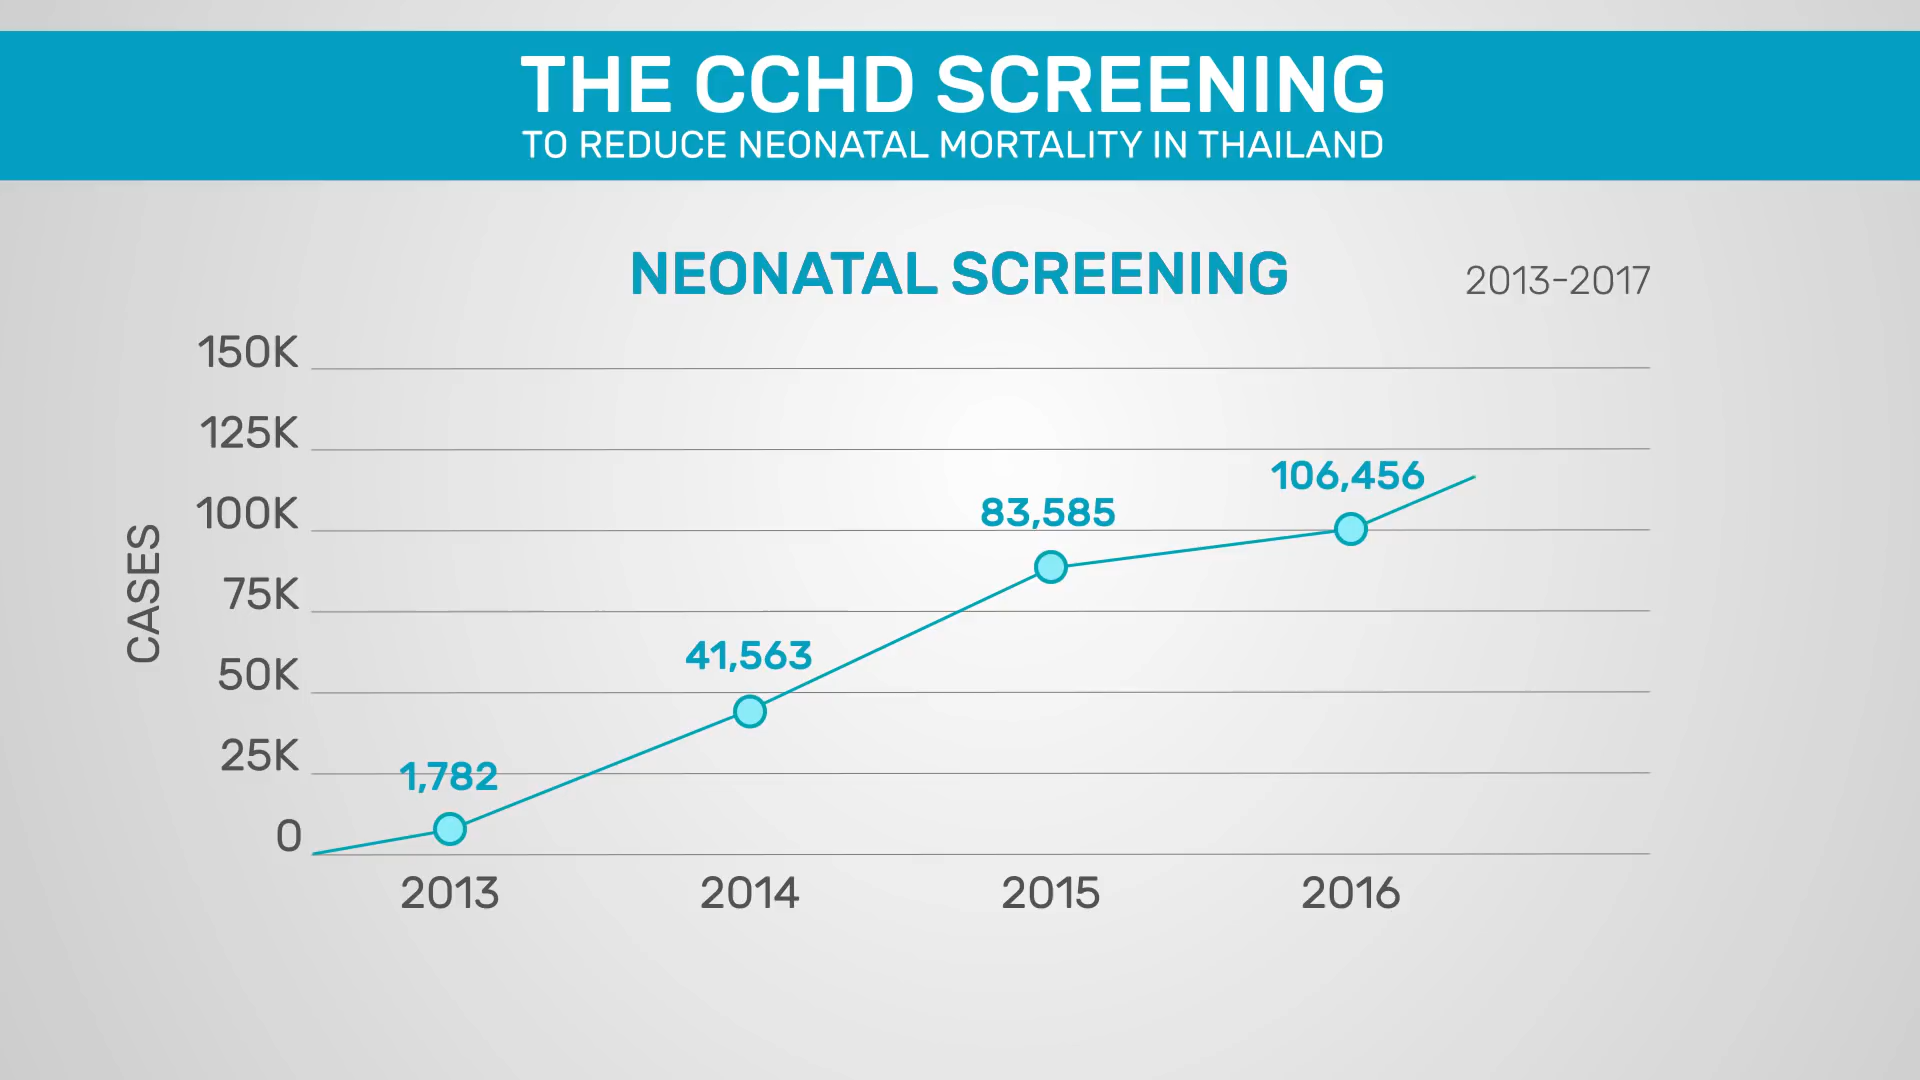 THE CCHD SCREENING
TO REDUCE NEONATAL MORTALITY IN THAILAND
NEONATAL SCREENING
2013-2017
150K
125K
100K
75K
50K
25K
0
CASES
1,782
41,563
83,585
106,456
2013
2014
2015
2016